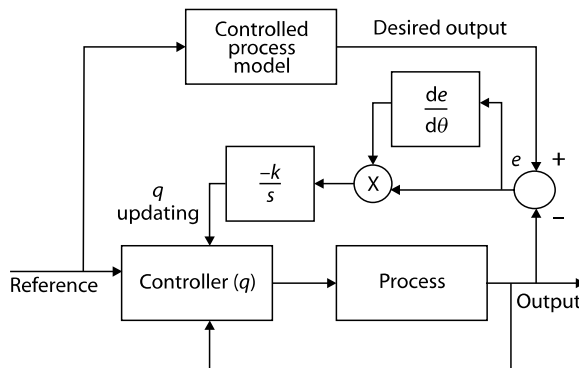 Controlled
process
model
Desired output
de
dθ
e
+
−
X
−k
s
q
updating
Reference
Controller (q)
Process
Output